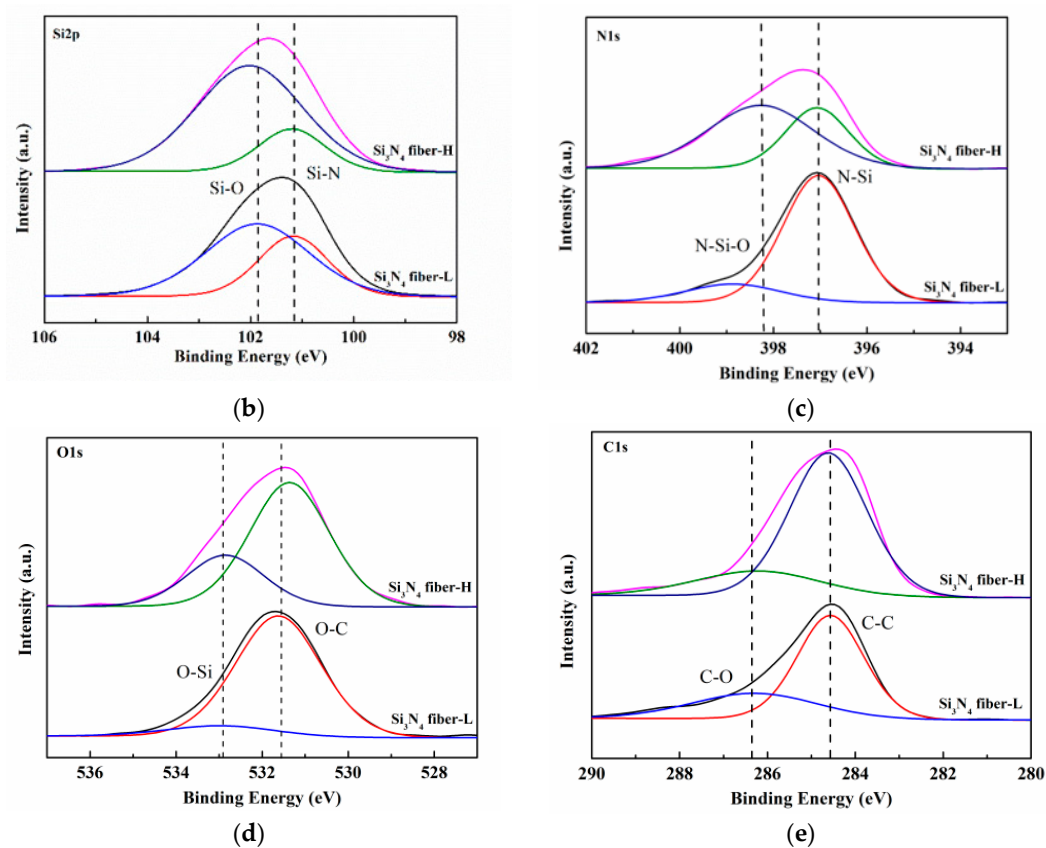 Si2p
Intensity (a.u.)
Si3N4 fiber-H
Si-O
Si-N
Si3N4 fiber-L
106 104 102 100 98
Binding Energy (eV)
(b)
N1s
Intensity (a.u.)
Si3N4 fiber-H
N-Si
N-Si-O
Si3N4 fiber-L
402 400 398 396 394
Binding Energy (eV)
(c)
O1s
Intensity (a.u.)
Si3N4 fiber-H
O-C
O-Si
Si3N4 fiber-L
536 534 532 530 528
Binding Energy (eV)
(d)
C1s
Intensity (a.u.)
Si3N4 fiber-H
C-C
C-O
Si3N4 fiber-L
290 288 286 284 282 280
Binding Energy (eV)
(e)